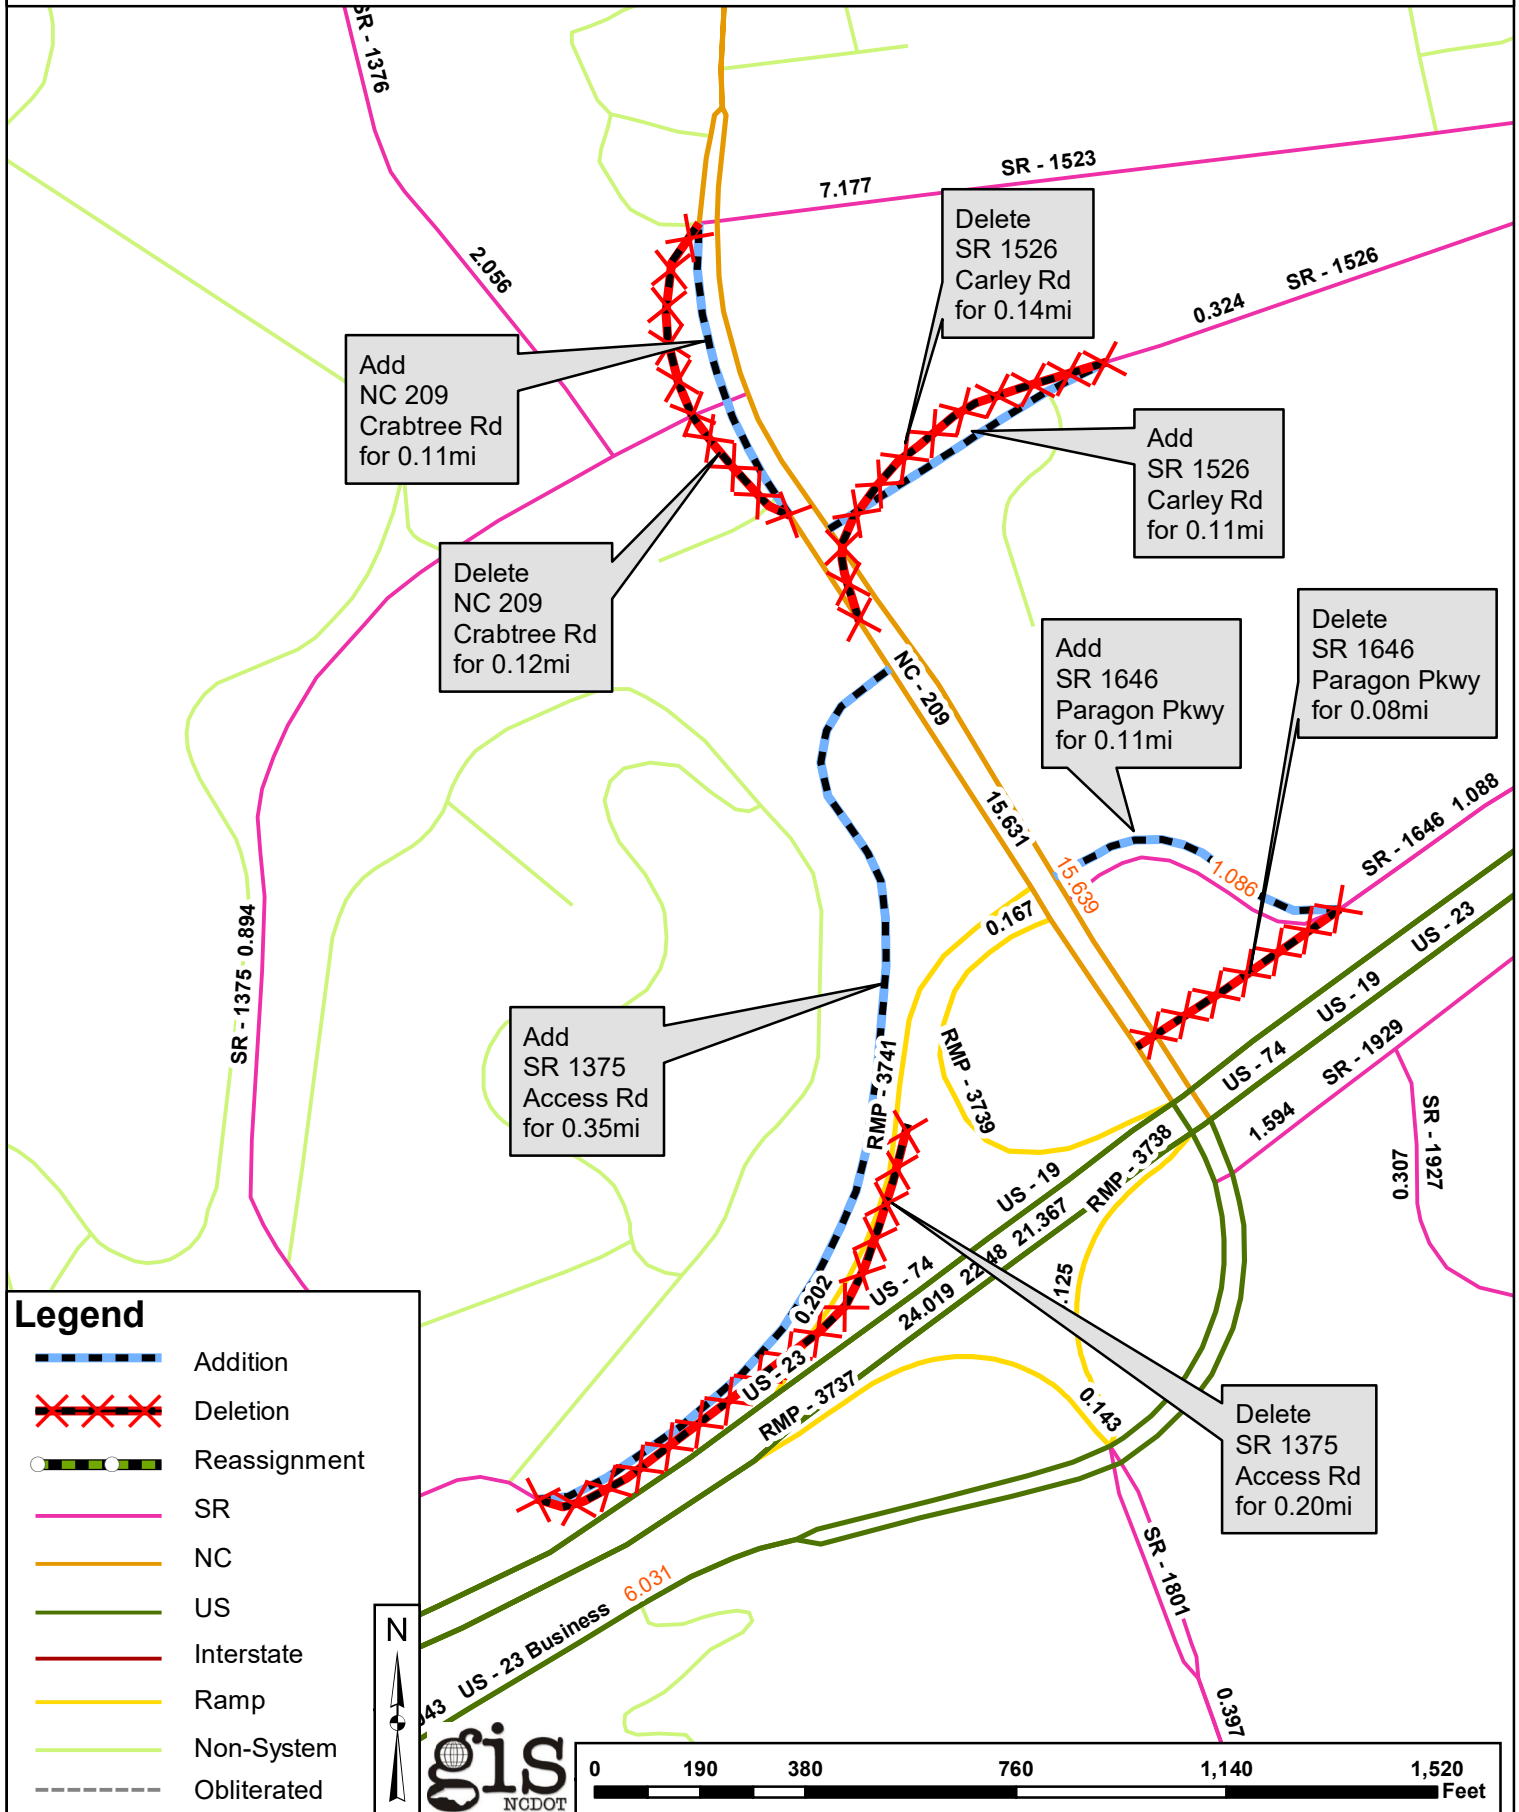 SR - 1376
2.056
7.177
SR - 1523
Delete
SR 1526
Carley Rd
for 0.14mi
0.324
SR - 1526
Add
NC 209
Crabtree Rd
for 0.11mi
Add
SR 1526
Carley Rd
for 0.11mi
Delete
NC 209
Crabtree Rd
for 0.12mi
Delete
SR 1646
Paragon Pkwy
for 0.08mi
Add
SR 1646
Paragon Pkwy
for 0.11mi
NC - 209
15.631
15.639
1.086
SR - 1646 1.088
0.167
SR - 1375 0.894
US - 23
US - 19
US - 74
SR - 1929
1.594
SR - 1927
0.307
Add
SR 1375
Access Rd
for 0.35mi
RMP - 3741
RMP - 3739
RMP - 3738
US - 19
21.367
24.019
US - 74
.125
0.202
US - 23
RMP - 3737
0.143
Delete
SR 1375
Access Rd
for 0.20mi
SR - 1801
0.397
6.031
US - 23 Business
Legend
Addition
Deletion
Reassignment
SR
NC
US
Interstate
Ramp
Non-System
Obliterated
N
gis
NCDOT
0 190 380 760 1,140 1,520
Feet